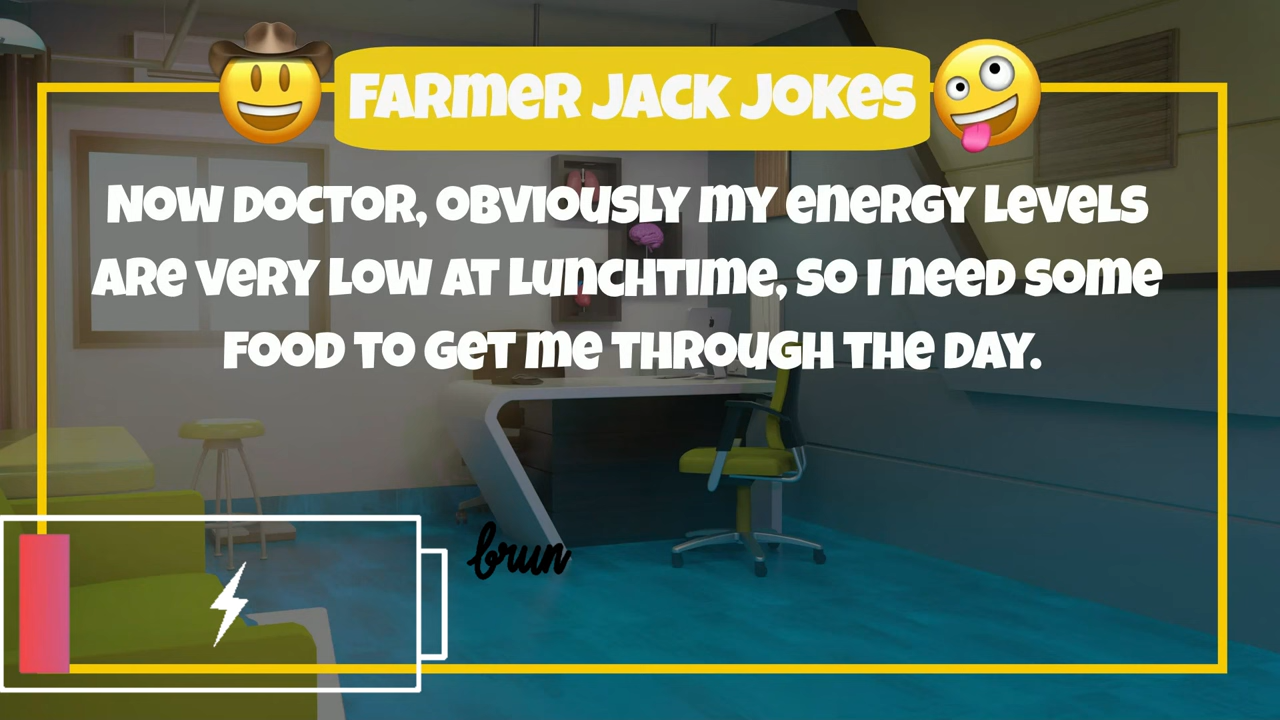 FARMER JACK JOKES
NOW DOCTOR, OBVIOUSLY MY ENERGY LEVELS
ARE VERY LOW AT LUNCHTIME, SO I NEED SOME
FOOD TO GET ME THROUGH THE DAY.
brun